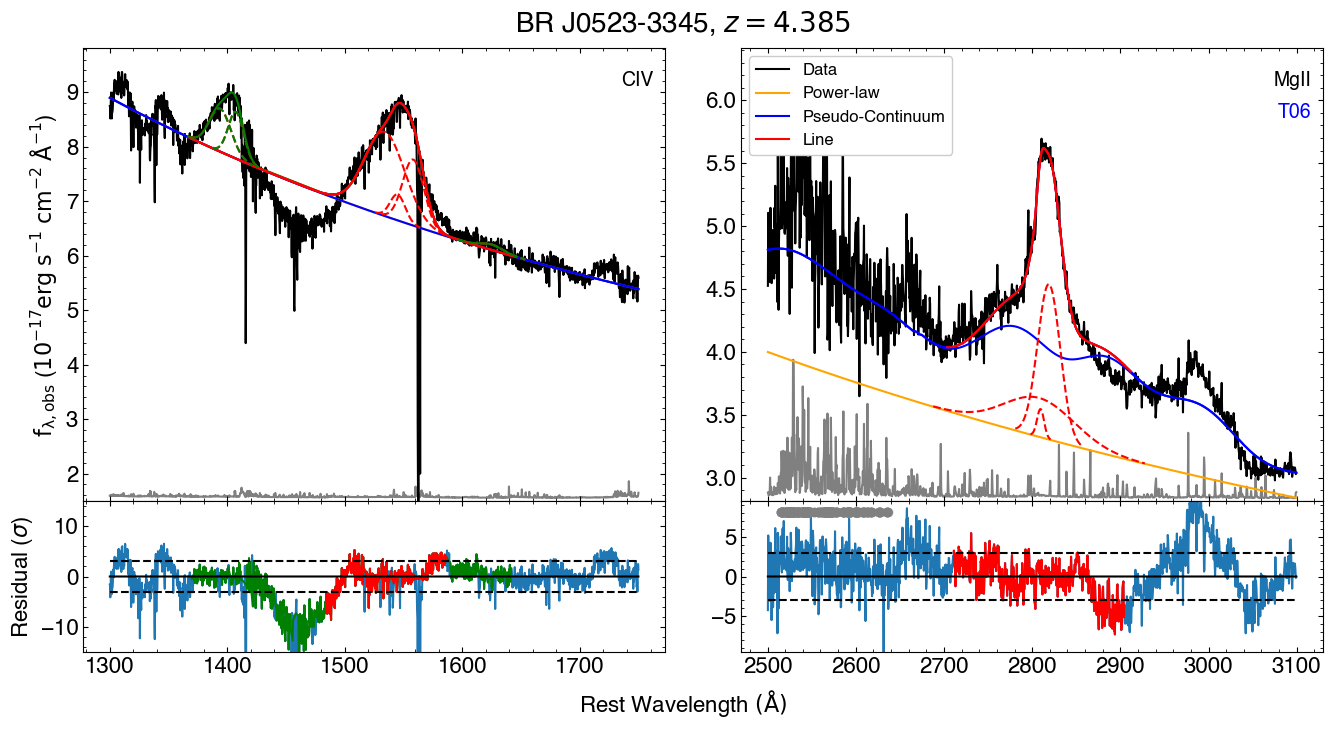 BR J0523-3345, z = 4.385
CIV
f_λ,obs (10⁻¹⁷erg s⁻¹ cm⁻² Å⁻¹)
9
8
7
6
5
4
3
2
Data
Power-law
Pseudo-Continuum
Line
MgII
T06
6.0
5.5
5.0
4.5
4.0
3.5
3.0
Residual (σ)
10
0
−10
5
0
−5
1300 1400 1500 1600 1700
2500 2600 2700 2800 2900 3000 3100
Rest Wavelength (Å)